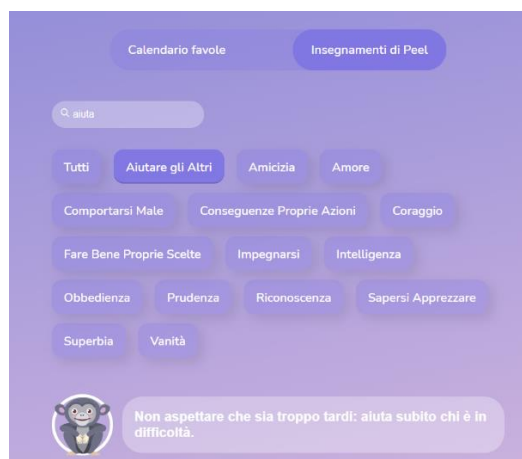 Calendario favole
Insegnamenti di Peel
aiuta
Tutti
Aiutare gli Altri
Amicizia
Amore
Comportarsi Male
Conseguenze Proprie Azioni
Coraggio
Fare Bene Proprie Scelte
Impegnarsi
Intelligenza
Obbedienza
Prudenza
Riconoscenza
Sapersi Apprezzare
Superbia
Vanità
Non aspettare che sia troppo tardi: aiuta subito chi è in
difficoltà.